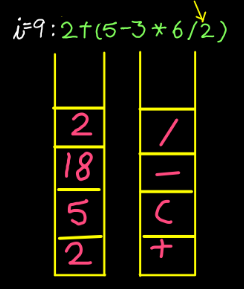 i=9: 2+(5-3*6/2)
2 /
18 -
5 (
2 +